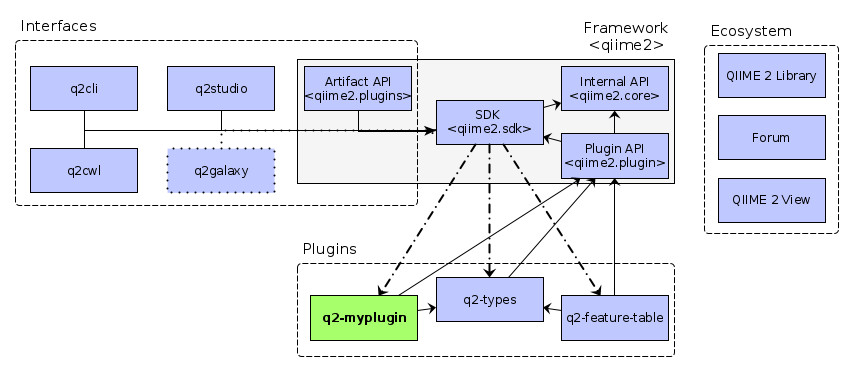 Interfaces
q2cli
q2studio
q2cwl
q2galaxy
Framework
<qiime2>
Artifact API
<qiime2.plugins>
SDK
<qiime2.sdk>
Internal API
<qiime2.core>
Plugin API
<qiime2.plugin>
Ecosystem
QIIME 2 Library
Forum
QIIME 2 View
Plugins
q2-myplugin
q2-types
q2-feature-table